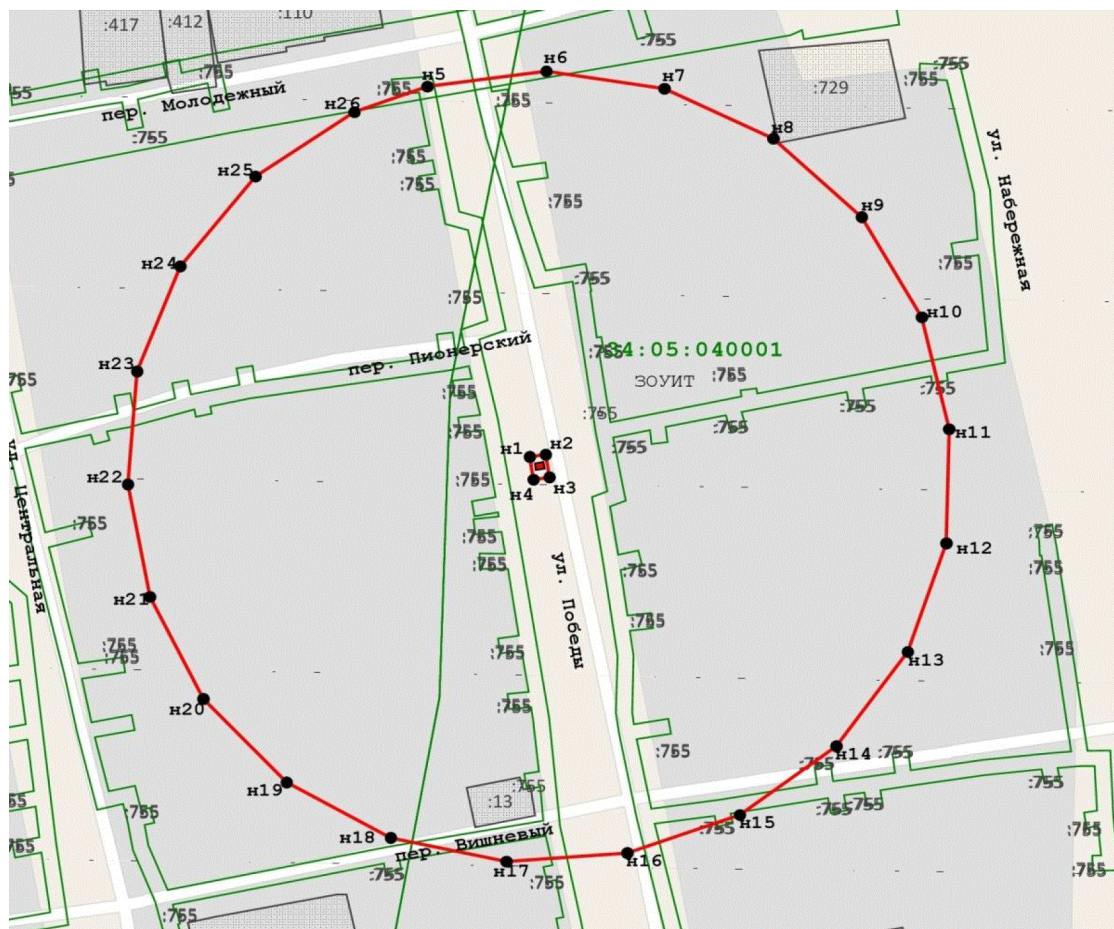 :417
:412
:110
:755
н6
:755
:755
н5
н7
:755
:755
:755
:729
:755
пер. Молодежный
н26
:755
н8
:755
ул. Набережная
:755
н25
:755
:755
н9
н24
:755
:755
:755
н10
пер. Пионерский
:755
34:05:040001
н23
:755
ЗОУИТ
:755
:755
:755
:755
:755
:755
:755
:755
н11
н1
н2
н22
н4
н3
:755
ул. Центральная
:755
:755
:755
н12
:755
:755
:755
ул. Победы
н21
:755
:755
:755
:755
н13
:755
н20
:755
н14
:755
:755
:755
н19
:755
:755
:13
:755
:755
:755
:755
н15
:755
:755
н18
пер. Вишневый
:755
н16
н17
:755
:755
:755
:755